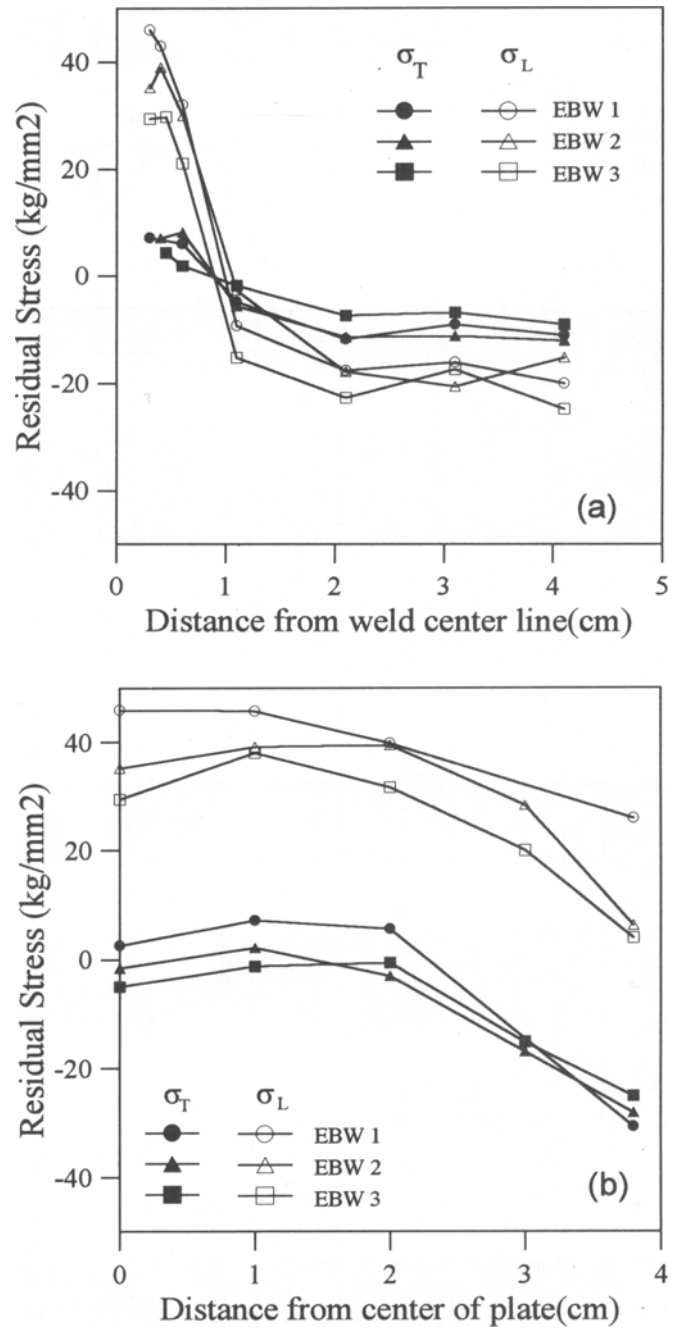 40
20
0
-20
-40
Residual Stress (kg/mm2)
σT σL
EBW 1
EBW 2
EBW 3
(a)
0 1 2 3 4 5
Distance from weld center line(cm)
40
20
0
-20
-40
Residual Stress (kg/mm2)
σT σL
EBW 1
EBW 2
EBW 3
(b)
0 1 2 3 4
Distance from center of plate(cm)